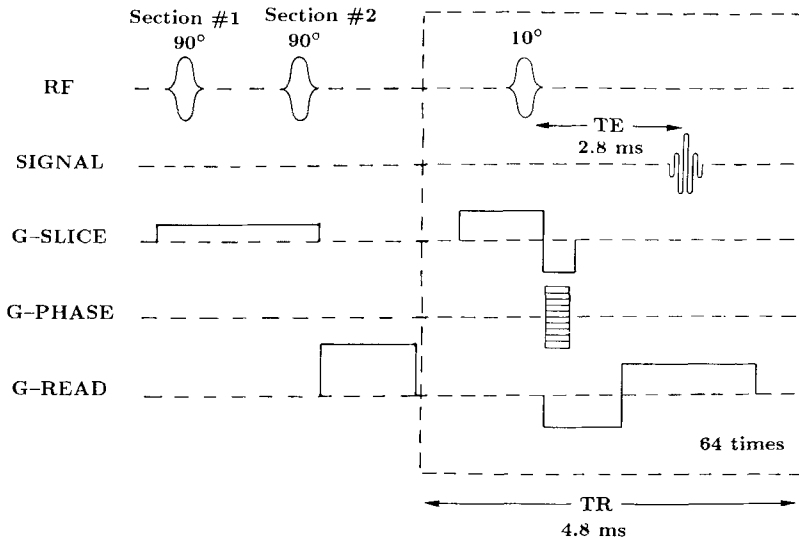 Section #1 Section #2
90° 90° 10°
RF
TE
2.8 ms
SIGNAL
G–SLICE
G–PHASE
G–READ
64 times
TR
4.8 ms